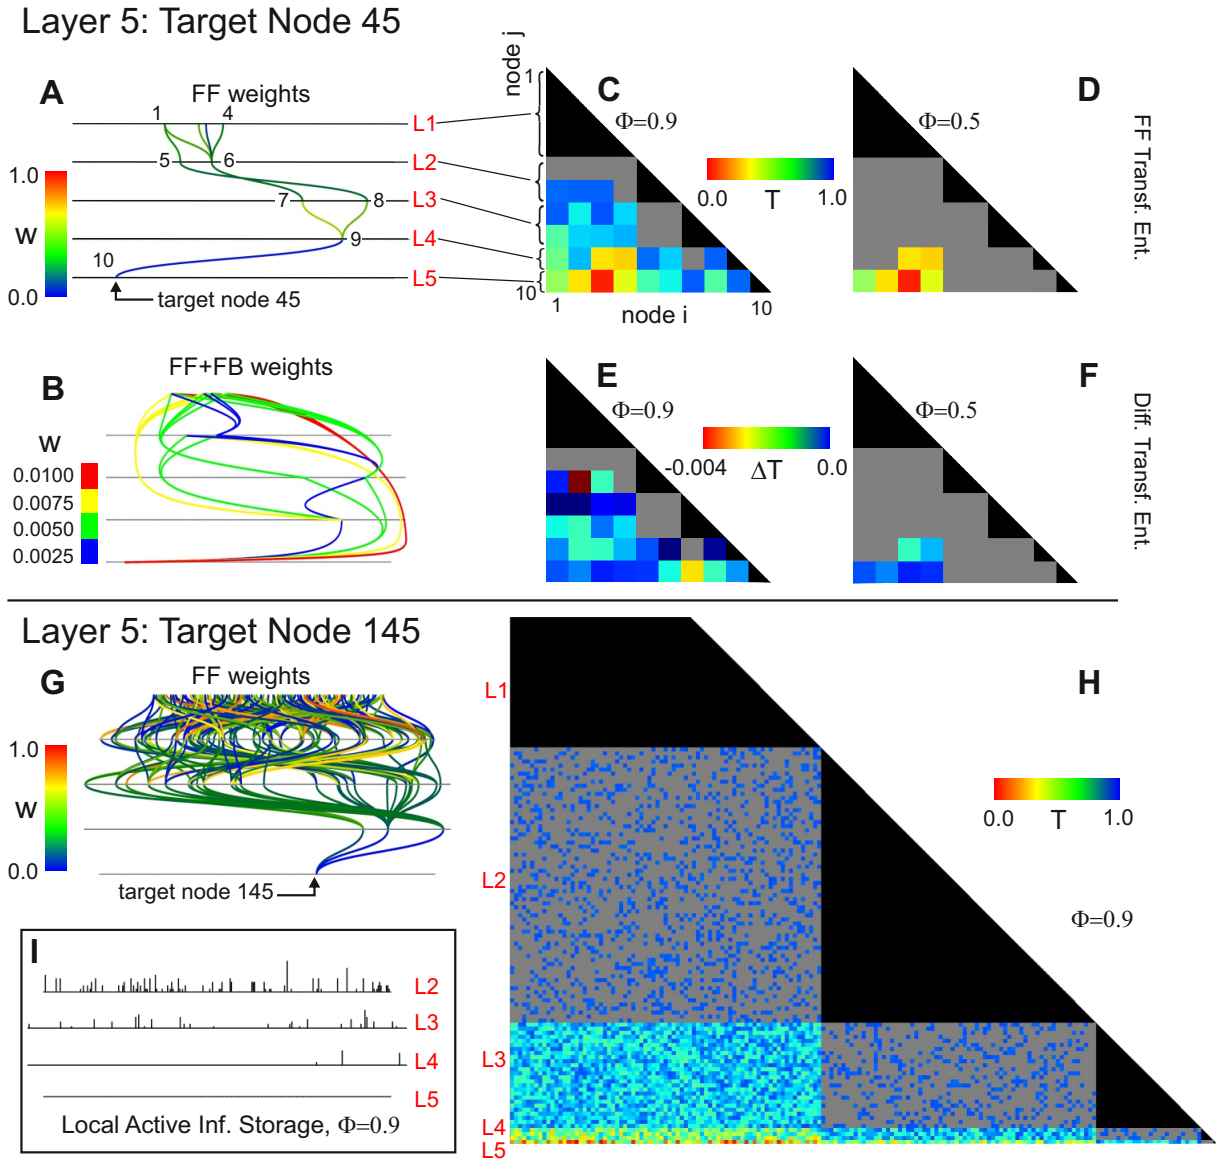 Layer 5: Target Node 45
A
FF weights
1
4
L1
5
6
L2
7
8
L3
9
L4
10
L5
target node 45
1.0
W
0.0
node j
1
10
C
Φ=0.9
0.0 T 1.0
1
10
node i
D
Φ=0.5
FF Transf. Ent.
B
FF+FB weights
W
0.0100
0.0075
0.0050
0.0025
E
Φ=0.9
-0.004 ΔT 0.0
F
Φ=0.5
Diff. Transf. Ent.
Layer 5: Target Node 145
G
FF weights
1.0
W
0.0
target node 145
H
L1
L2
L3
L4
L5
0.0 T 1.0
Φ=0.9
I
L2
L3
L4
L5
Local Active Inf. Storage, Φ=0.9